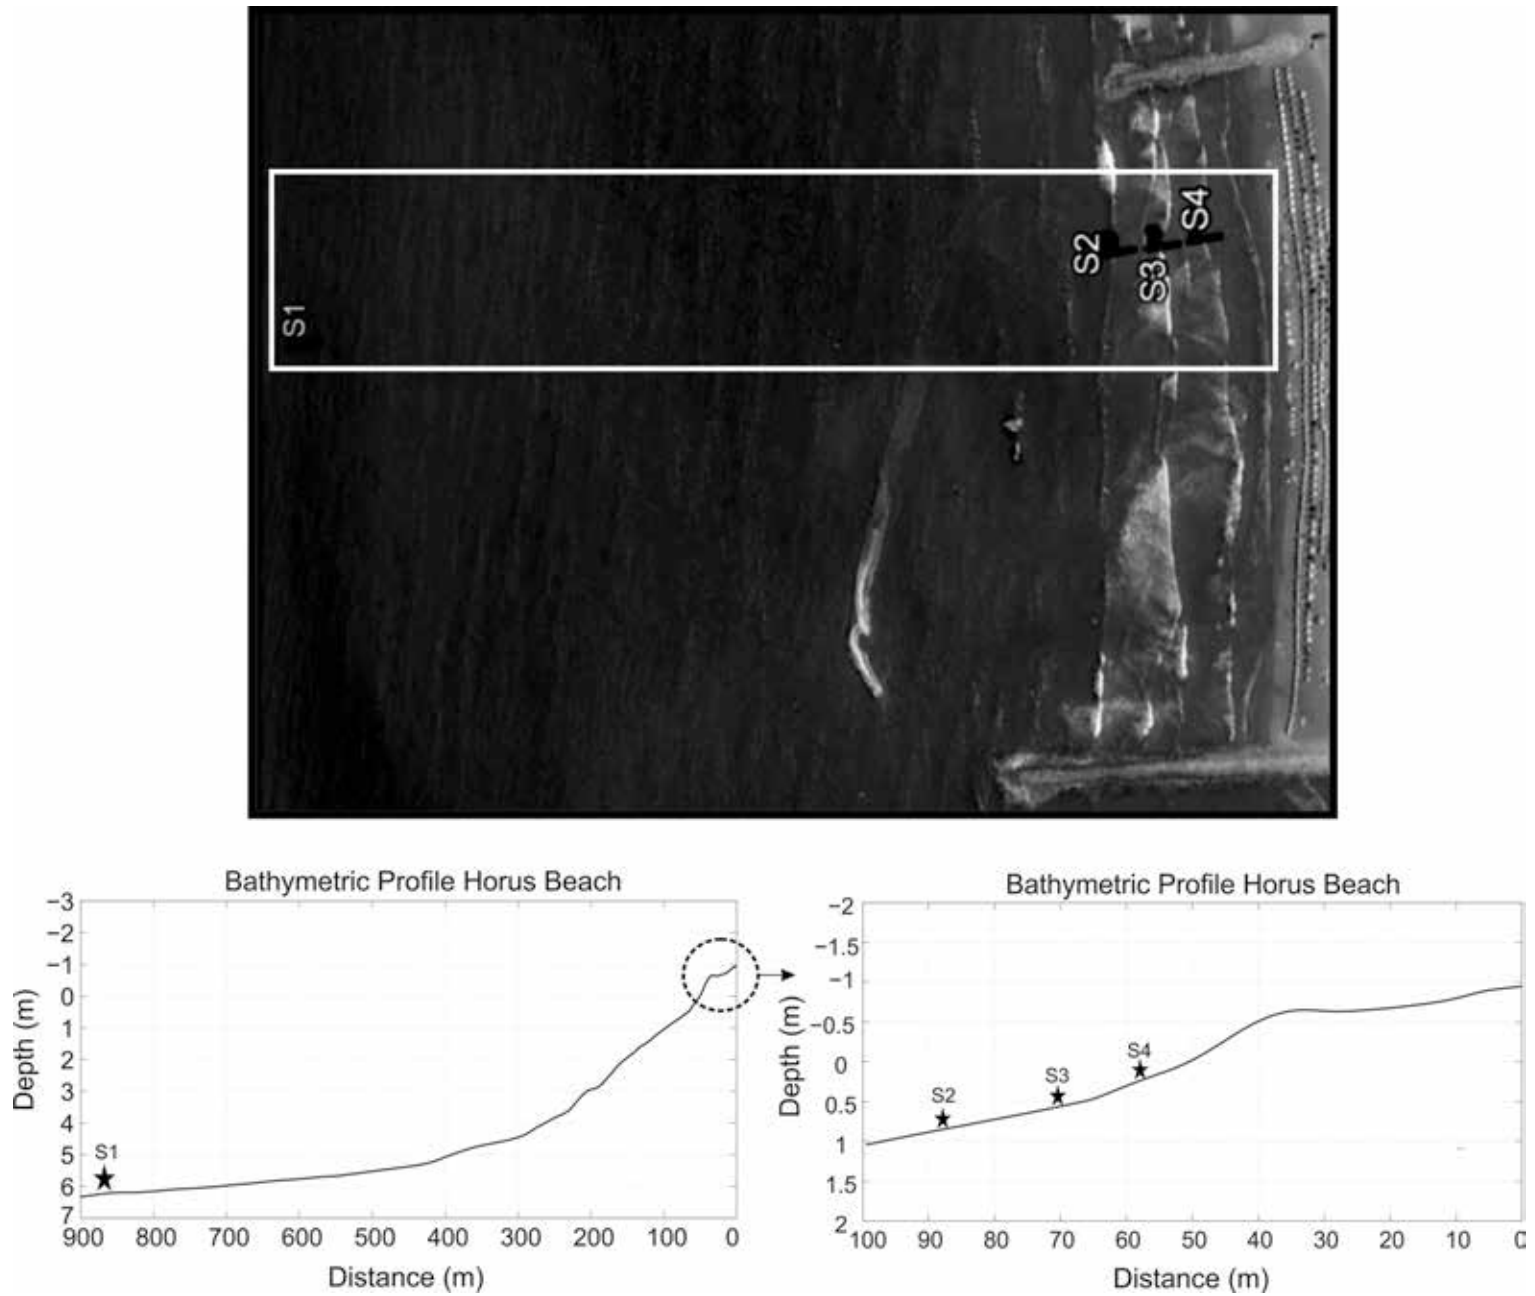 S1
S2
S3
S4
Bathymetric Profile Horus Beach
Depth (m)
−3
−2
−1
0
1
2
3
4
5
6
7
S1
900 800 700 600 500 400 300 200 100 0
Distance (m)
Bathymetric Profile Horus Beach
Depth (m)
−2
−1.5
−1
−0.5
0
0.5
1
1.5
2
S2
S3
S4
100 90 80 70 60 50 40 30 20 10 0
Distance (m)